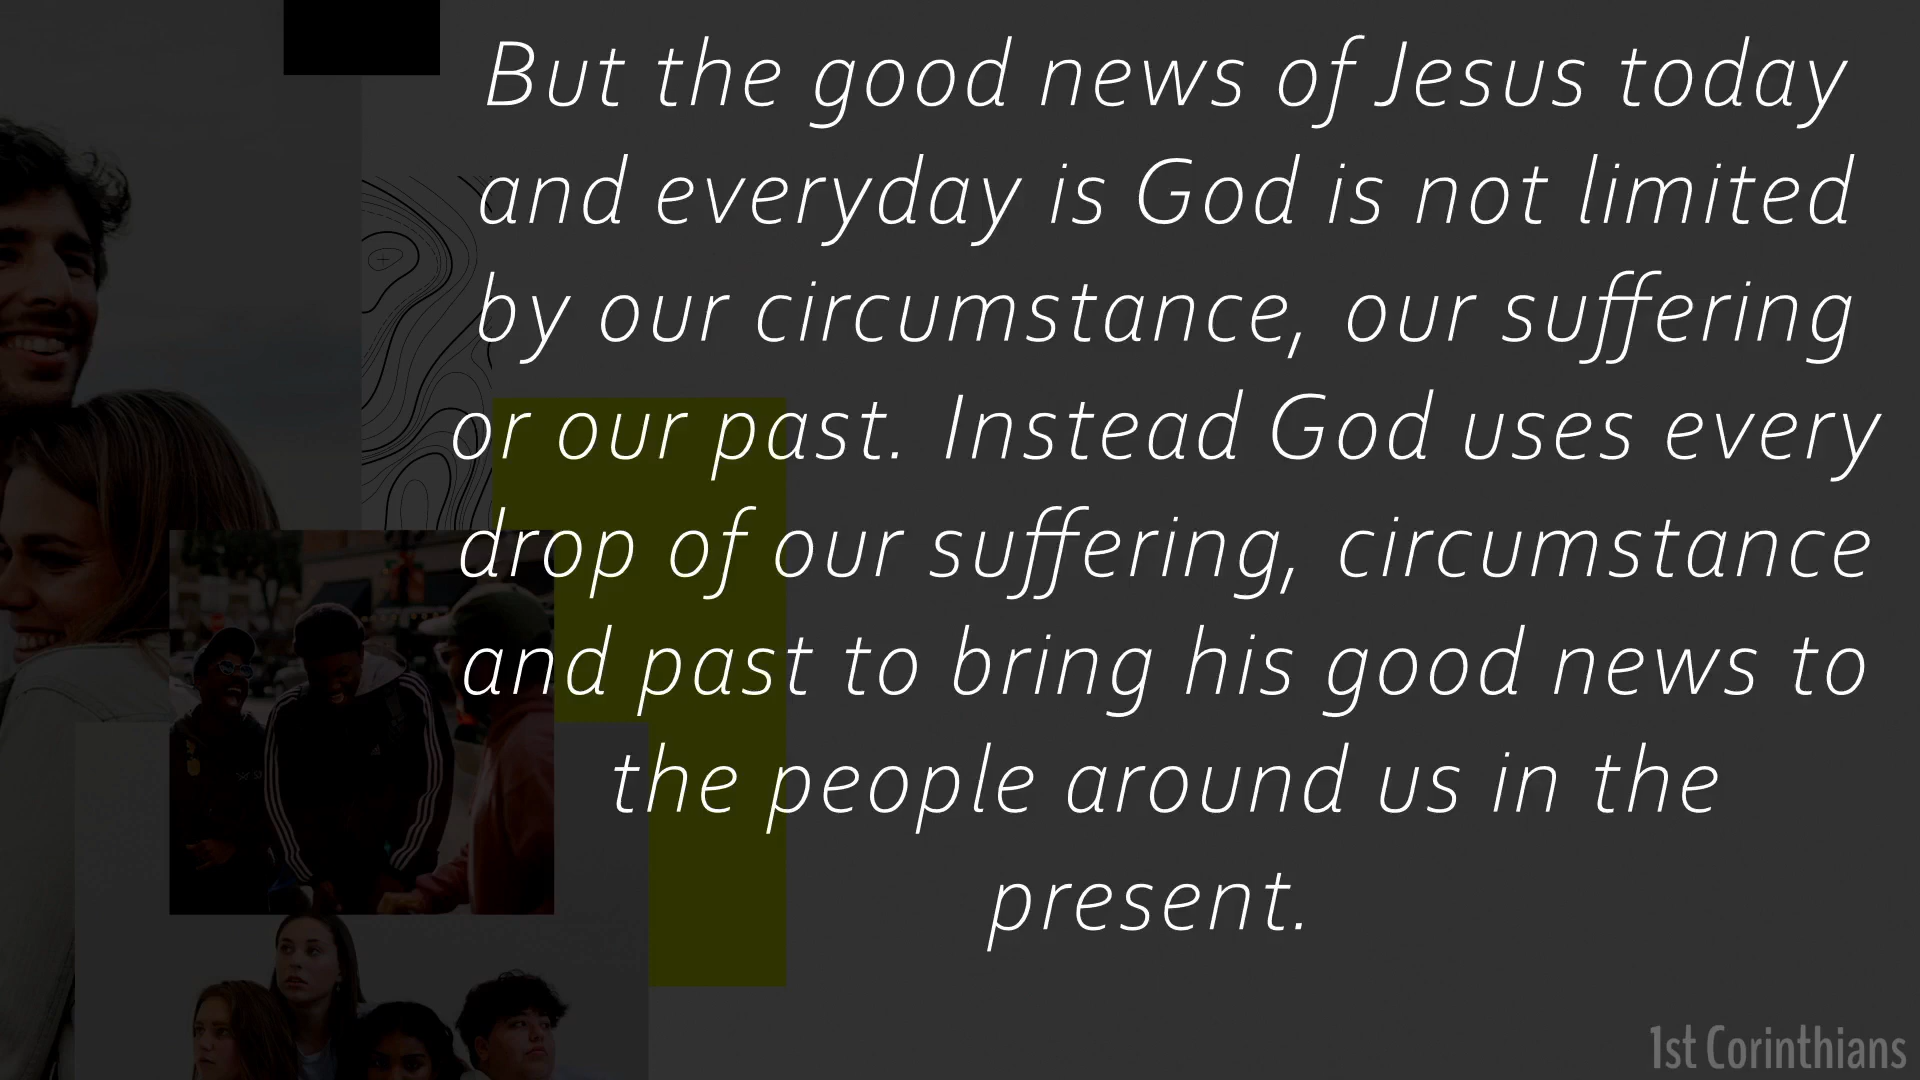 But the good news of Jesus today
and everyday is God is not limited
by our circumstance, our suffering
or our past. Instead God uses every
drop of our suffering, circumstance
and past to bring his good news to
the people around us in the
present.
1st Corinthians